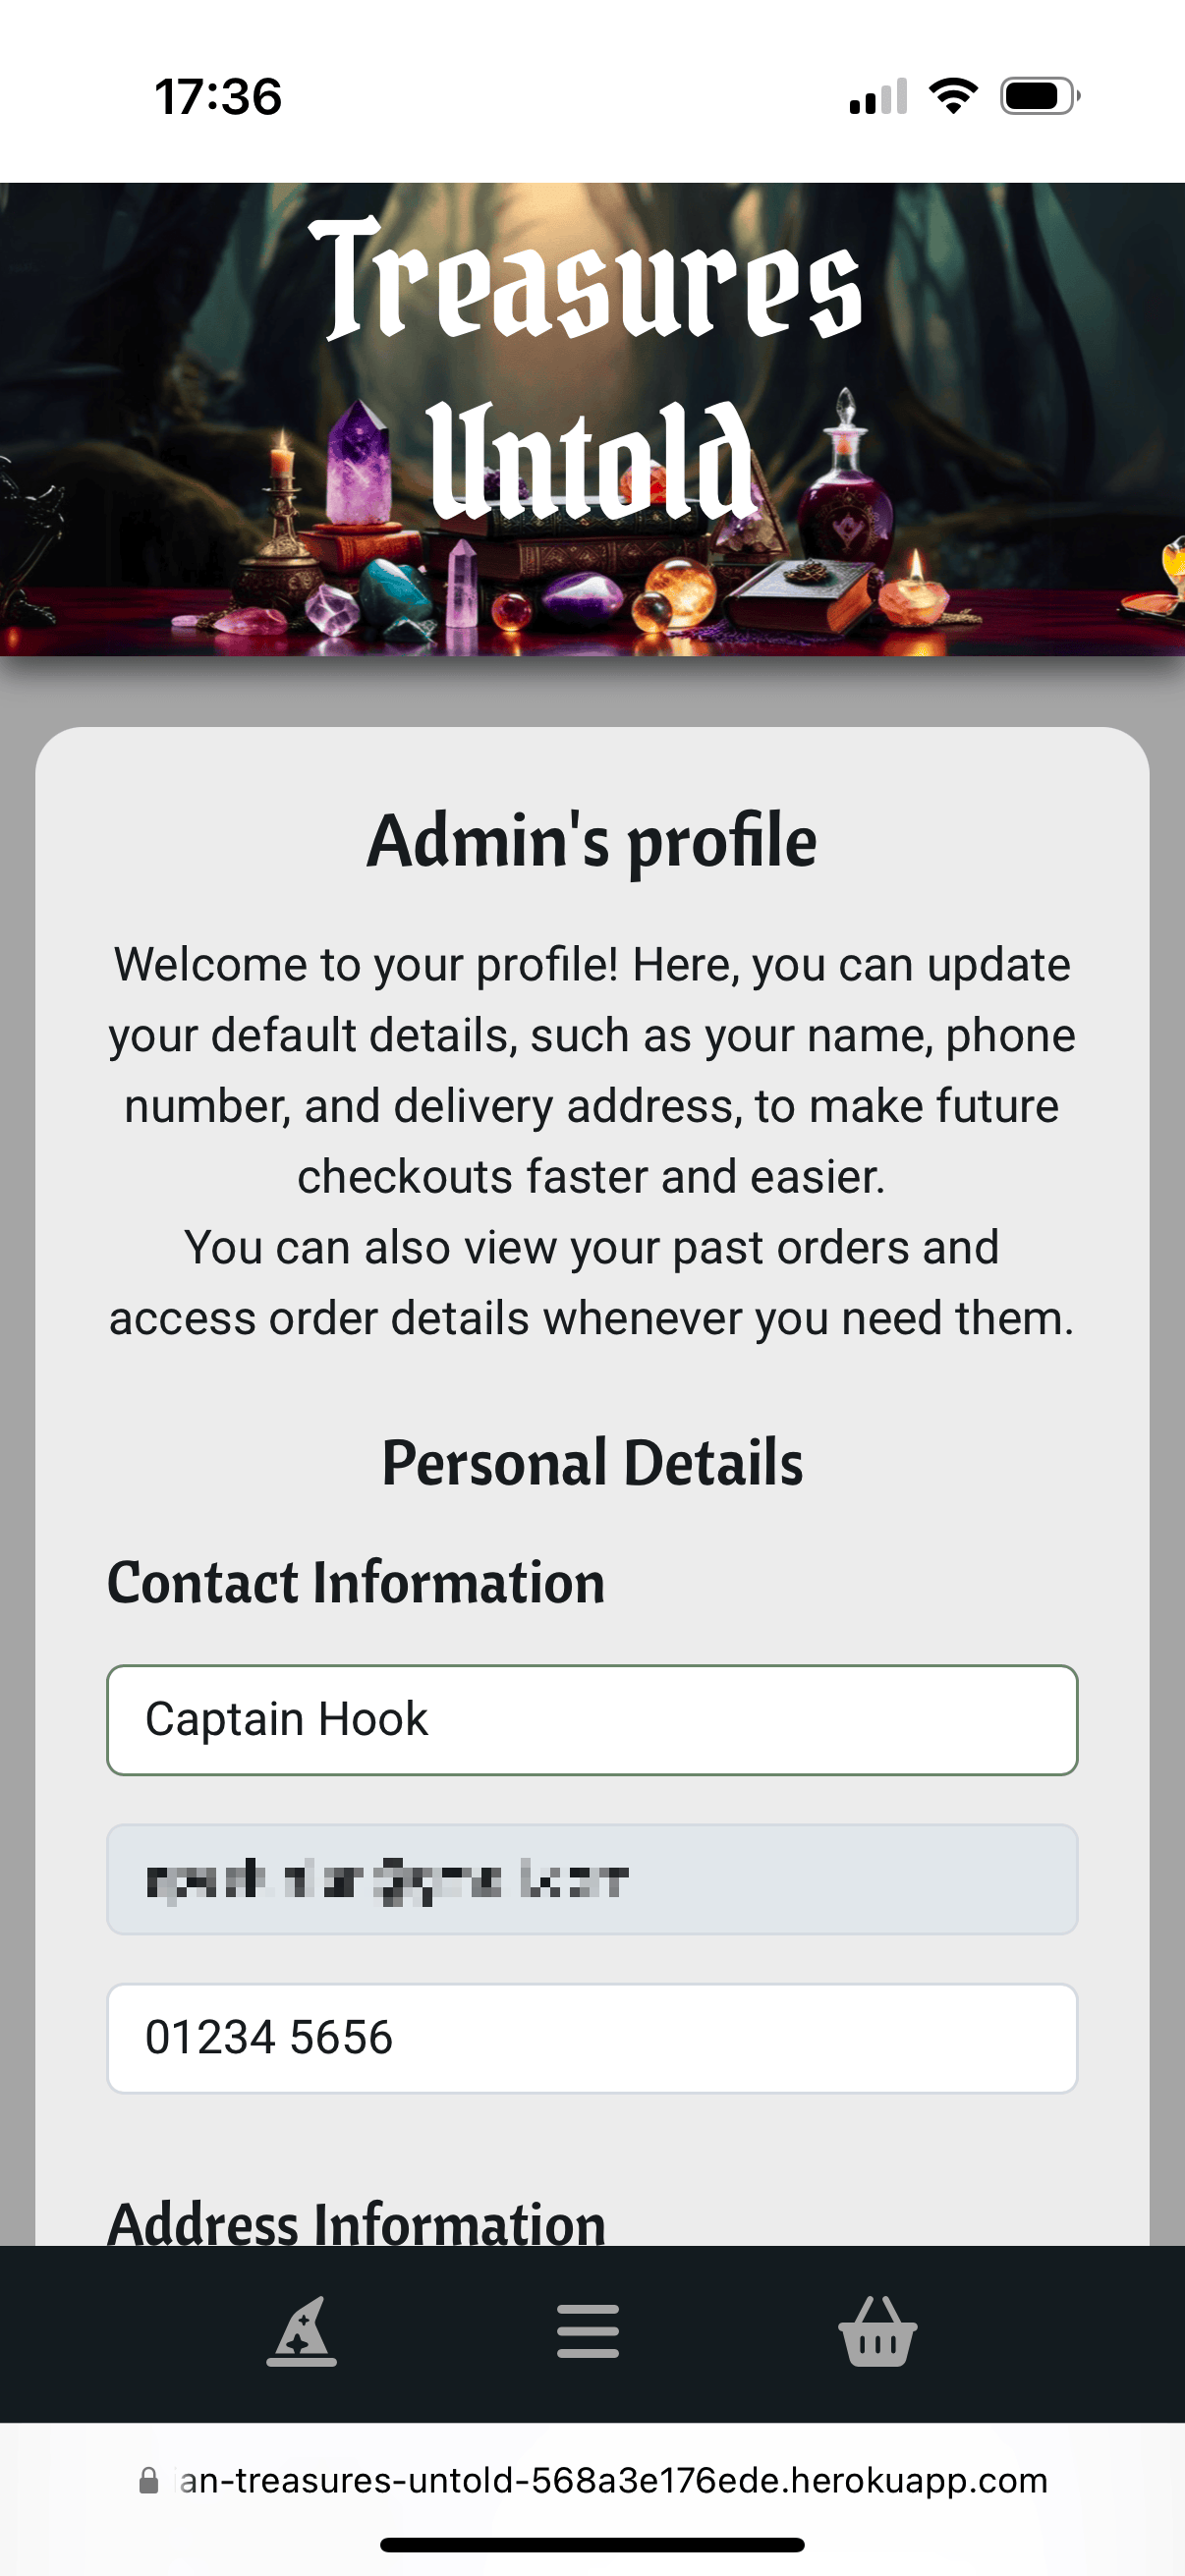 17:36
Treasures
Untold
Admin's profile
Welcome to your profile! Here, you can update
your default details, such as your name, phone
number, and delivery address, to make future
checkouts faster and easier.
You can also view your past orders and
access order details whenever you need them.
Personal Details
Contact Information
Captain Hook
01234 5656
Address Information
an-treasures-untold-568a3e176ede.herokuapp.com